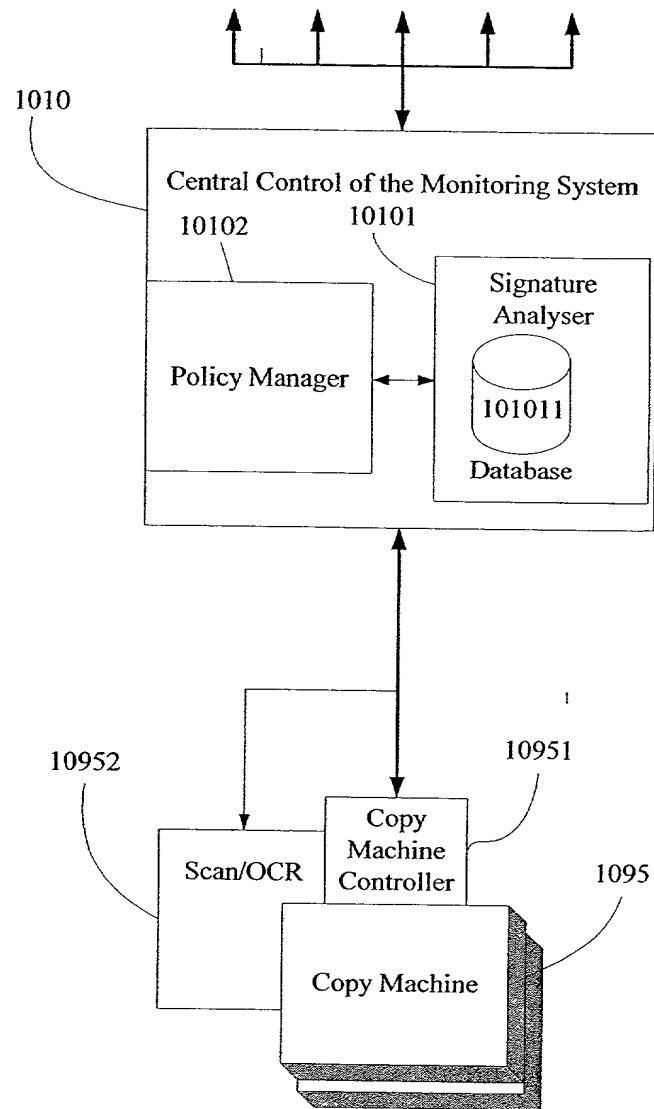 1010
Central Control of the Monitoring System
10102
10101
Signature
Analyser
Policy Manager
101011
Database
10952
10951
Copy
Machine
Controller
Scan/OCR
1095
Copy Machine